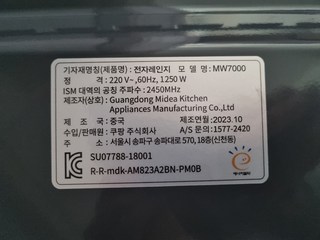 기자재명칭(제품명) : 전자레인지 모 델 명 : MW7000
정 격 : 220 V~,60Hz, 1250 W
ISM 대역의 공칭 주파수 : 2450MHz
제조자(상호) : Guangdong Midea Kitchen
Appliances Manufacturing Co.,Ltd
제 조 국 : 중국 제조연월 : 2023.10
수입/판매원 : 쿠팡 주식회사 A/S문의 : 1577-2420
주 소 : 서울시 송파구 송파대로 570, 18층(신천동)
SU07788-18001
R-R-mdk-AM823A2BN-PM0B